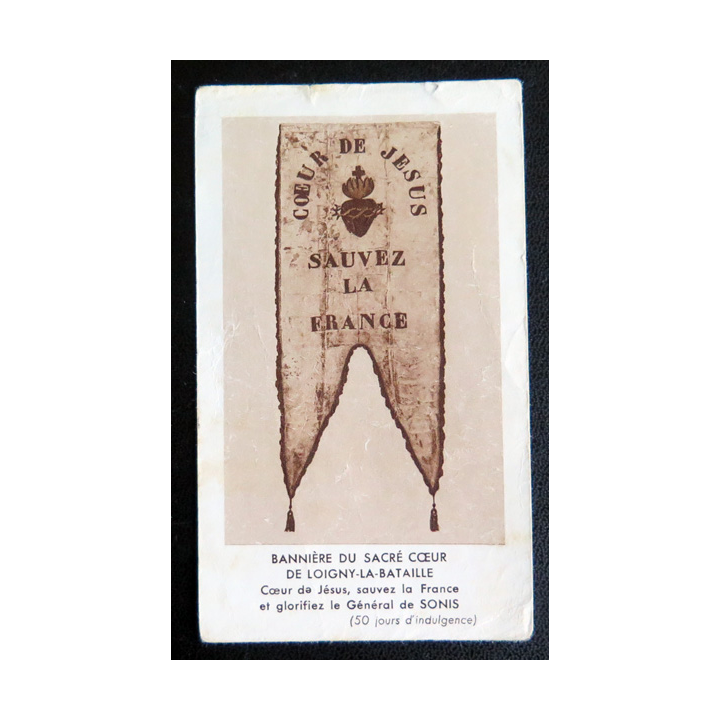 CŒUR DE JESUS
SAUVEZ
LA
FRANCE
BANNIÈRE DU SACRÉ CŒUR
DE LOIGNY-LA-BATAILLE
Cœur de Jésus, sauvez la France
et glorifiez le Général de SONIS
(50 jours d'indulgence)